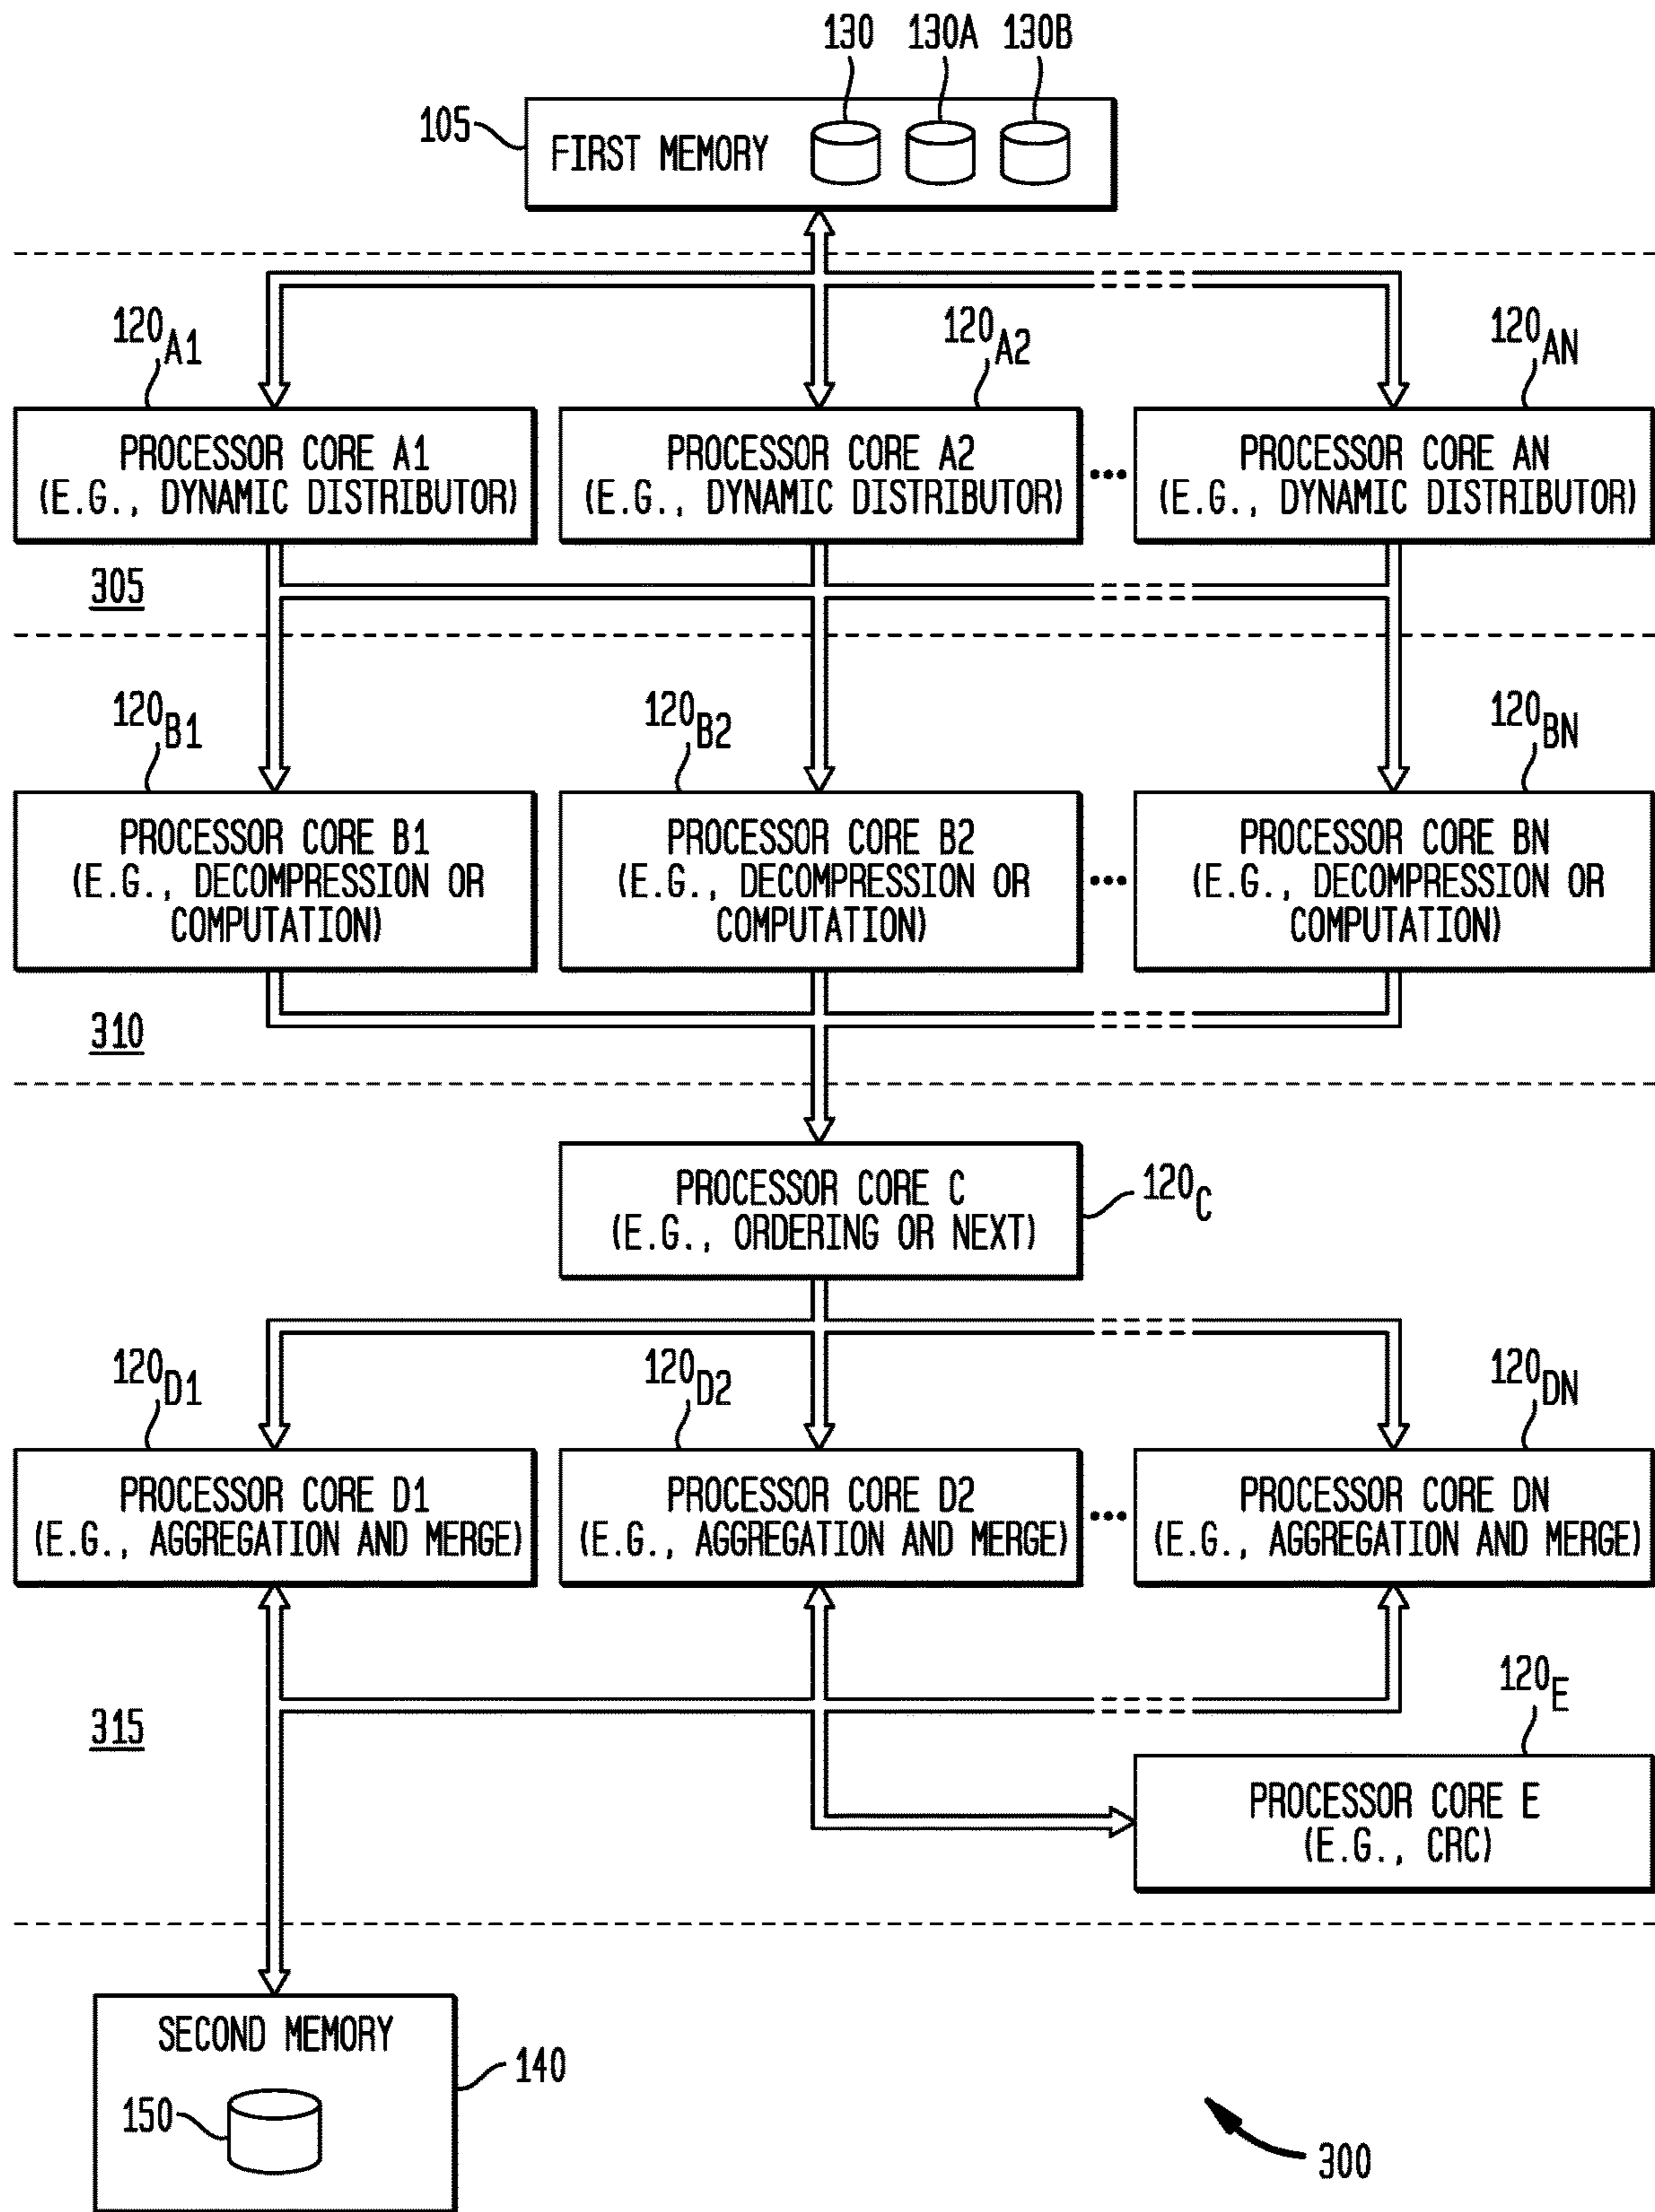 130 130A 130B
105
FIRST MEMORY
120A1 120A2 120AN
PROCESSOR CORE A1
(E.G., DYNAMIC DISTRIBUTOR)
PROCESSOR CORE A2
(E.G., DYNAMIC DISTRIBUTOR)
...
PROCESSOR CORE AN
(E.G., DYNAMIC DISTRIBUTOR)
305
120B1 120B2 120BN
PROCESSOR CORE B1
(E.G., DECOMPRESSION OR
COMPUTATION)
PROCESSOR CORE B2
(E.G., DECOMPRESSION OR
COMPUTATION)
...
PROCESSOR CORE BN
(E.G., DECOMPRESSION OR
COMPUTATION)
310
PROCESSOR CORE C
(E.G., ORDERING OR NEXT)
120C
120D1 120D2 120DN
PROCESSOR CORE D1
(E.G., AGGREGATION AND MERGE)
PROCESSOR CORE D2
(E.G., AGGREGATION AND MERGE)
...
PROCESSOR CORE DN
(E.G., AGGREGATION AND MERGE)
315
120E
PROCESSOR CORE E
(E.G., CRC)
SECOND MEMORY
140
150
300